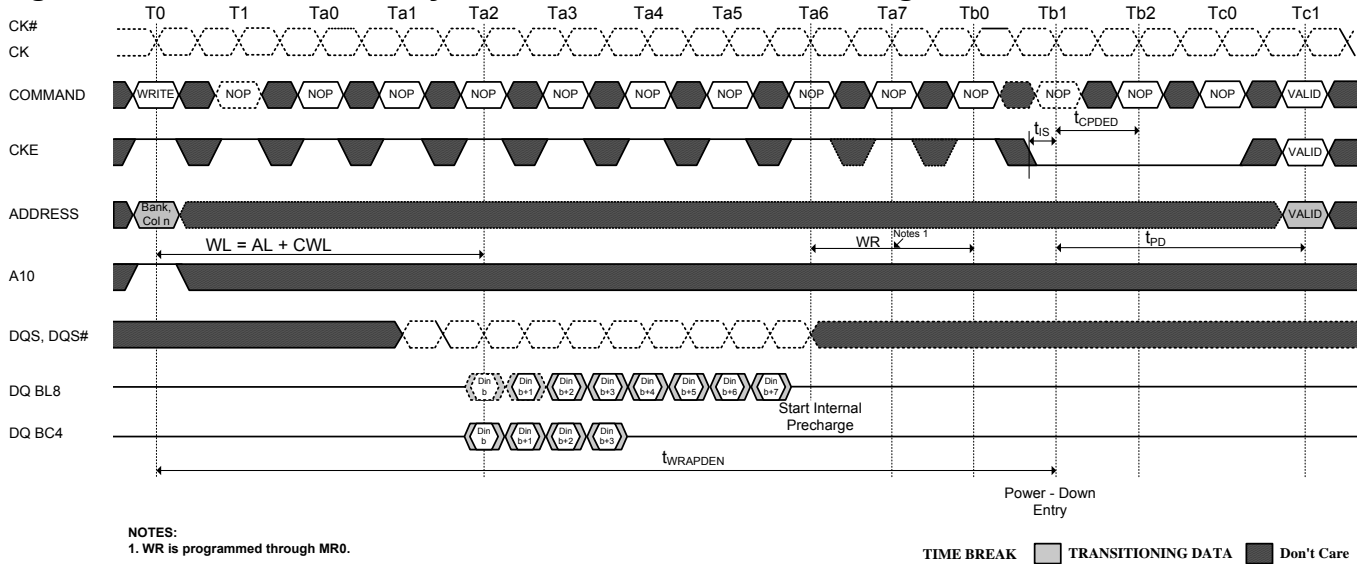 T0 T1 Ta0 Ta1 Ta2 Ta3 Ta4 Ta5 Ta6 Ta7 Tb0 Tb1 Tb2 Tc0 Tc1
CK#
CK
COMMAND WRITE NOP NOP NOP NOP NOP NOP NOP NOP NOP NOP NOP NOP NOP VALID
tIS tCPDED
CKE VALID
ADDRESS Bank, Col n VALID
WL = AL + CWL WR Notes 1 tPD
A10
DQS, DQS#
DQ BL8 Din b Din b+1 Din b+2 Din b+3 Din b+4 Din b+5 Din b+6 Din b+7
Start Internal
Precharge
DQ BC4 Din b Din b+1 Din b+2 Din b+3
tWRAPDEN
Power - Down
Entry
NOTES:
1. WR is programmed through MR0.
TIME BREAK TRANSITIONING DATA Don't Care